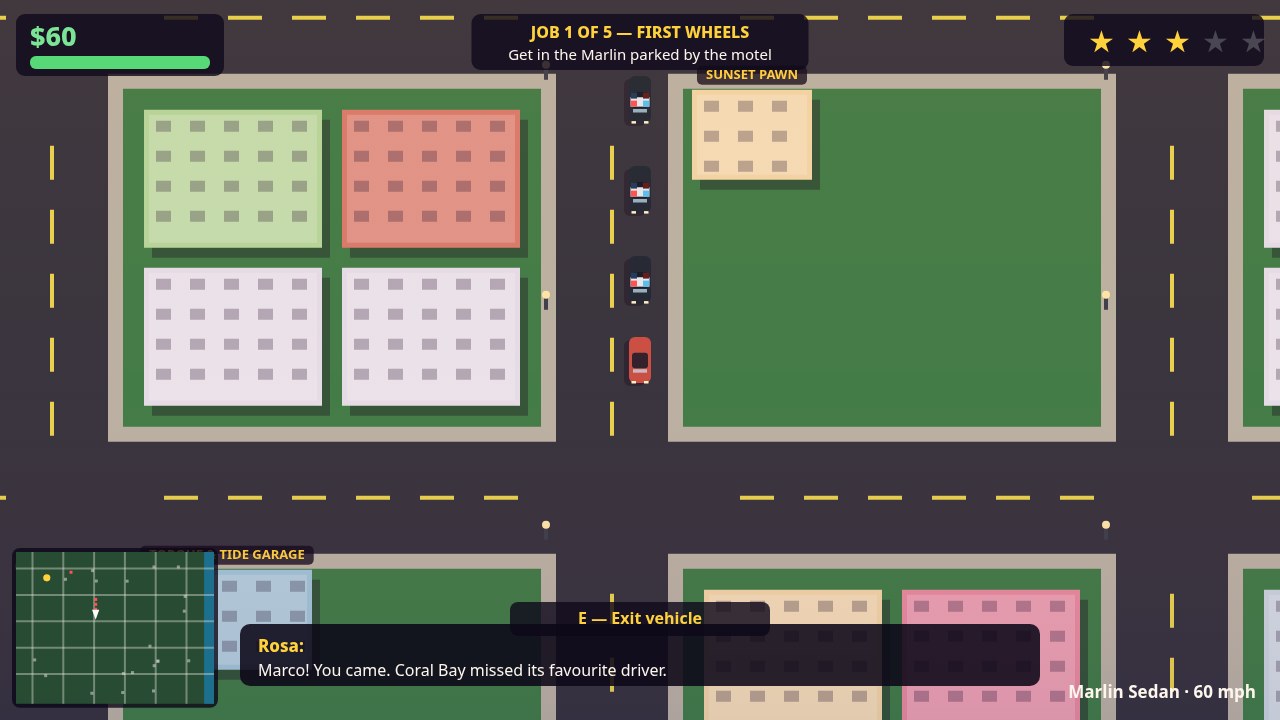 $60
JOB 1 OF 5 — FIRST WHEELS
Get in the Marlin parked by the motel
SUNSET PAWN
TIDE GARAGE
E — Exit vehicle
Rosa:
Marco! You came. Coral Bay missed its favourite driver.
Marlin Sedan · 60 mph